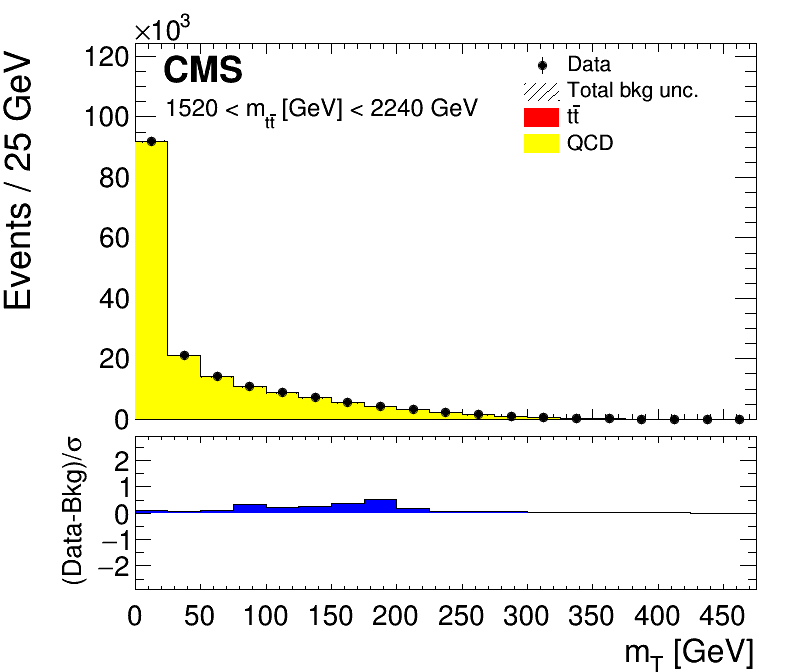 ×10³
Events / 25 GeV
120
100
80
60
40
20
0
CMS
1520 < m_tt̄ [GeV] < 2240 GeV
Data
Total bkg unc.
tt̄
QCD
(Data-Bkg)/σ
2
1
0
−1
−2
0 50 100 150 200 250 300 350 400 450
m_T [GeV]